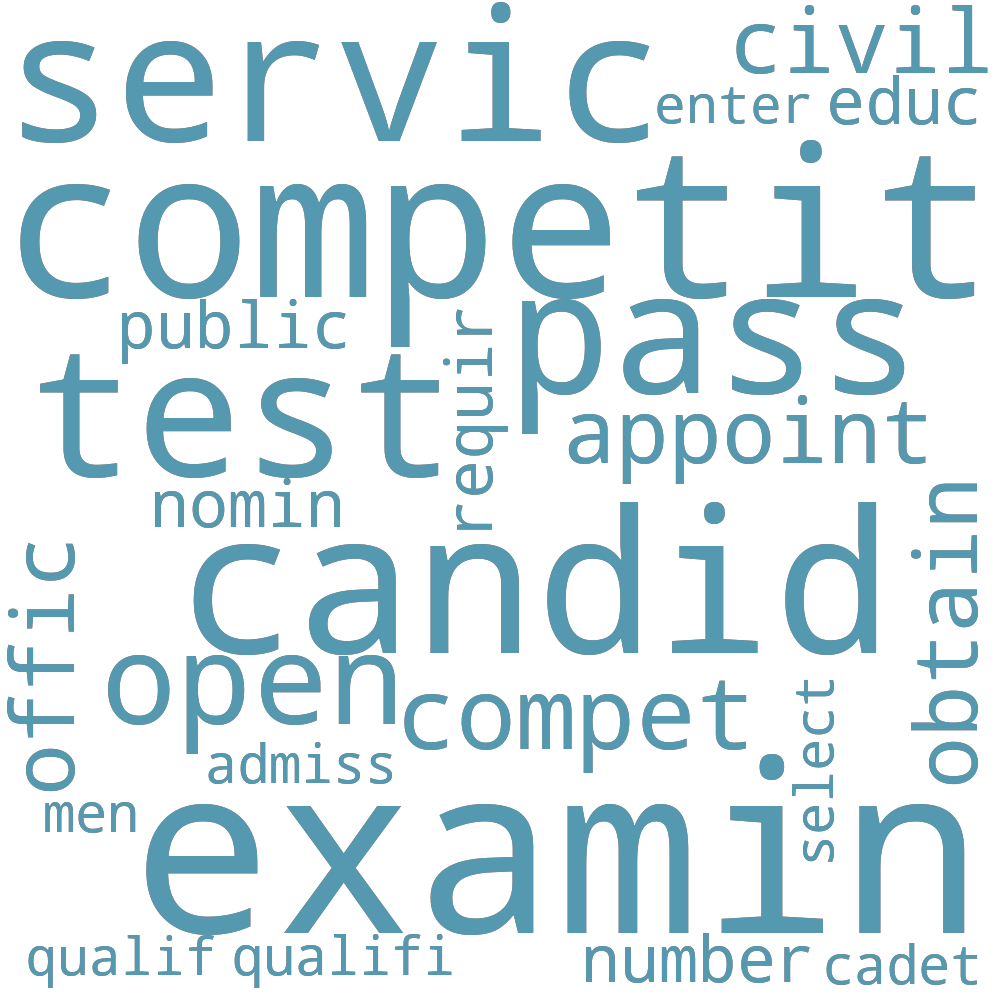 servic
civil
enter educ
competit
public
requir
pass
test
appoint
nomin
obtain
candid
offic
open
compet
select
admiss
men
examin
qualif qualifi
number cadet